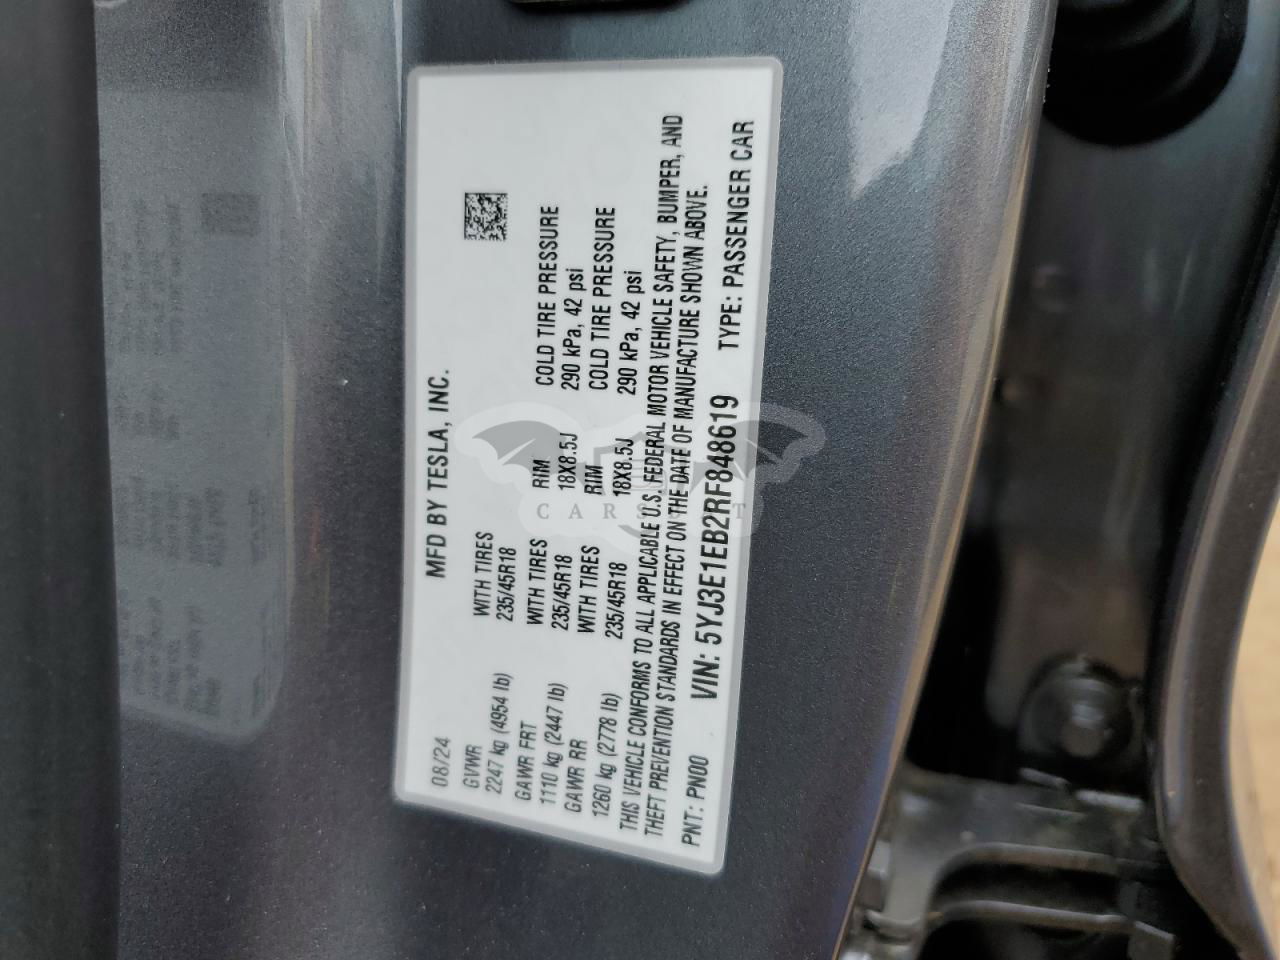 MFD BY TESLA, INC.
08/24
GVWR WITH TIRES RIM COLD TIRE PRESSURE
2247 kg (4954 lb) 235/45R18 18X8.5J 290 kPa, 42 psi
GAWR FRT WITH TIRES RIM COLD TIRE PRESSURE
1110 kg (2447 lb) 235/45R18 18X8.5J 290 kPa, 42 psi
GAWR RR WITH TIRES
1260 kg (2778 lb) 235/45R18
THIS VEHICLE CONFORMS TO ALL APPLICABLE U.S. FEDERAL MOTOR VEHICLE SAFETY, BUMPER, AND
THEFT PREVENTION STANDARDS IN EFFECT ON THE DATE OF MANUFACTURE SHOWN ABOVE.
PNT: PN00 VIN: 5YJ3E1EB2RF848619 TYPE: PASSENGER CAR